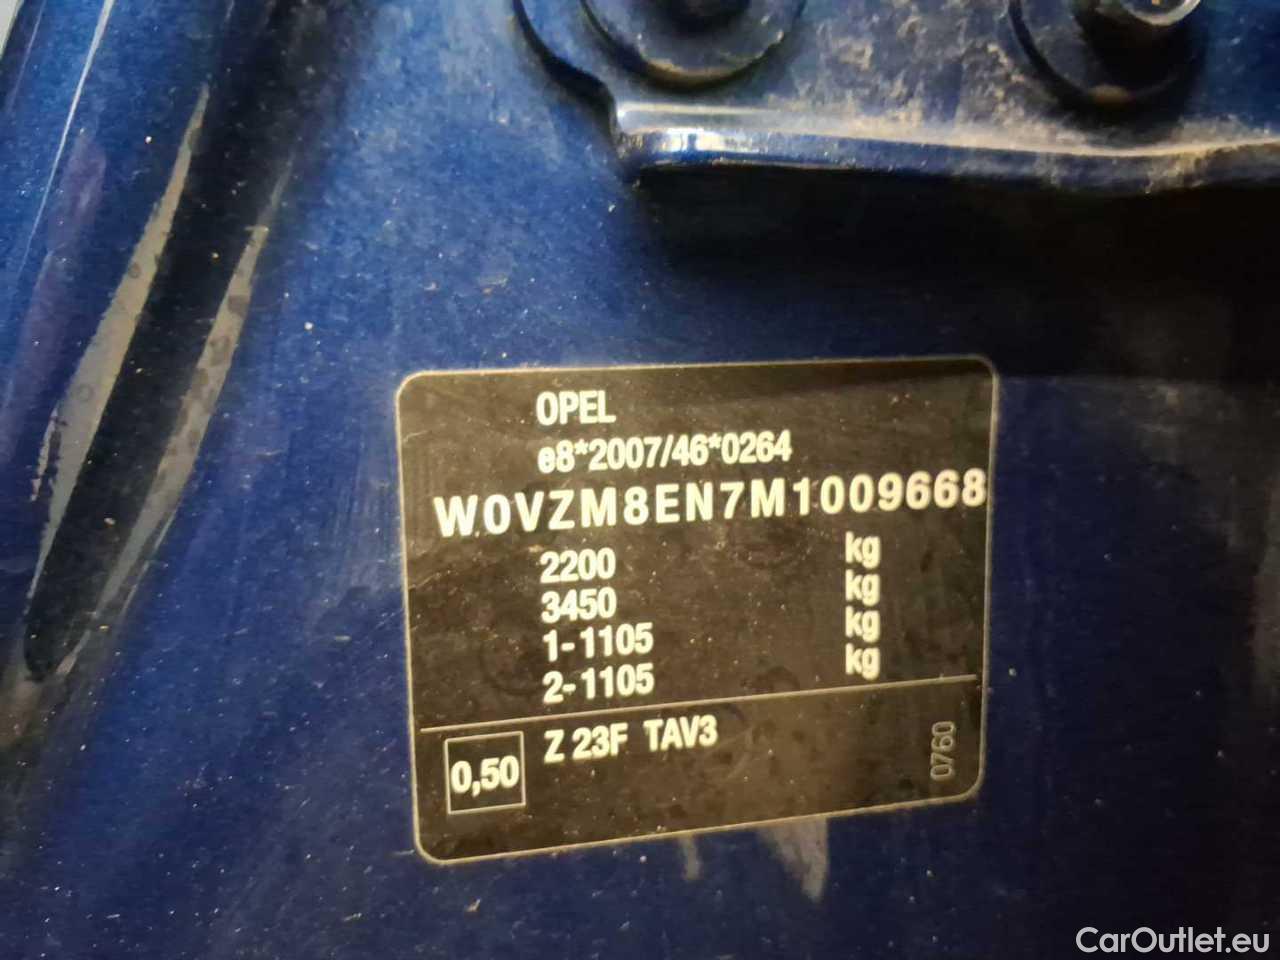 OPEL
e8*2007/46*0264
W0VZM8EN7M1009668
2200 kg
3450 kg
1-1105 kg
2-1105 kg
0,50
Z 23F TAV3
0760
CarOutlet.eu